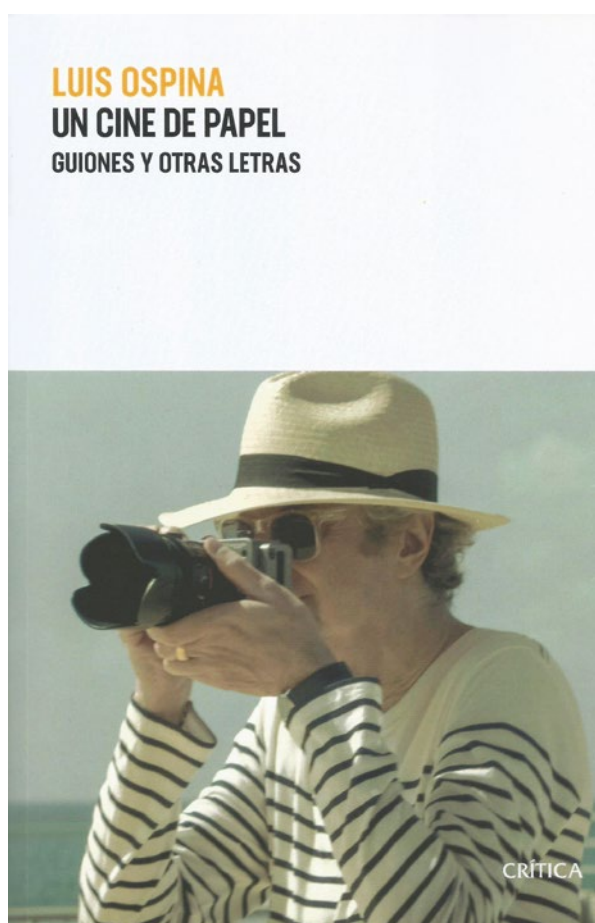 LUIS OSPINA
UN CINE DE PAPEL
GUIONES Y OTRAS LETRAS
CRÍTICA